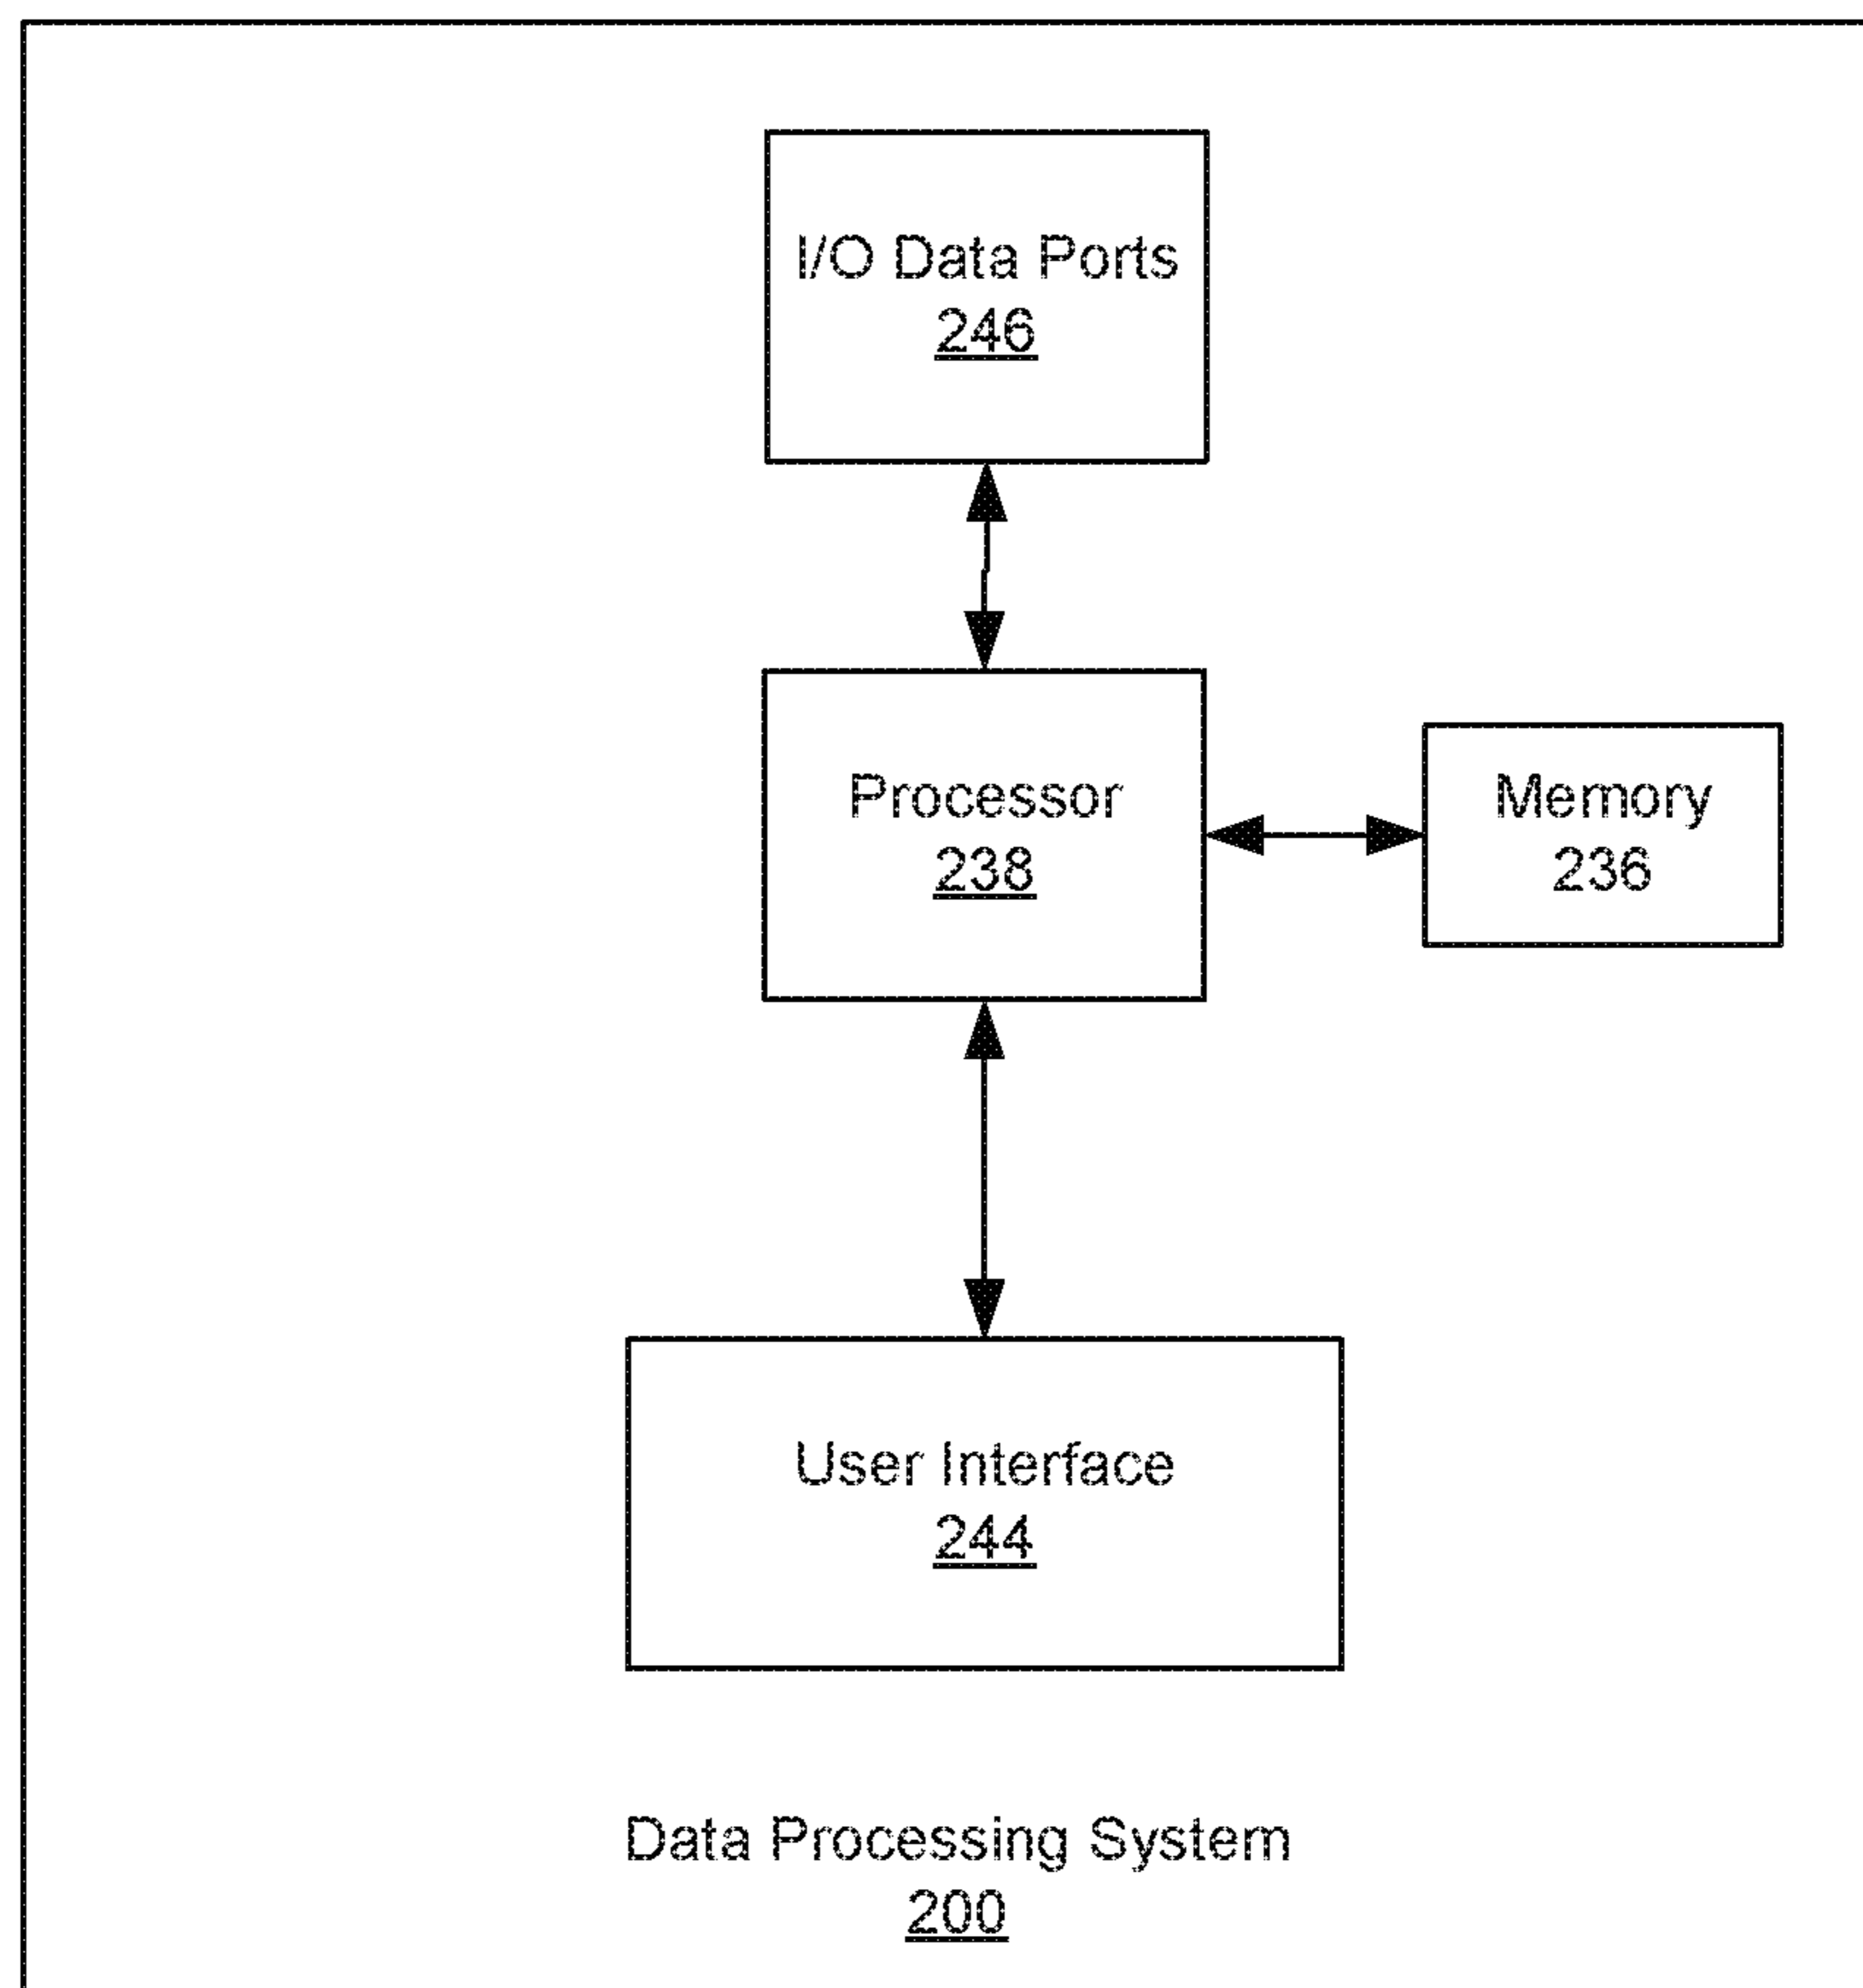 I/O Data Ports
246
Processor
238
Memory
236
User Interface
244
Data Processing System
200